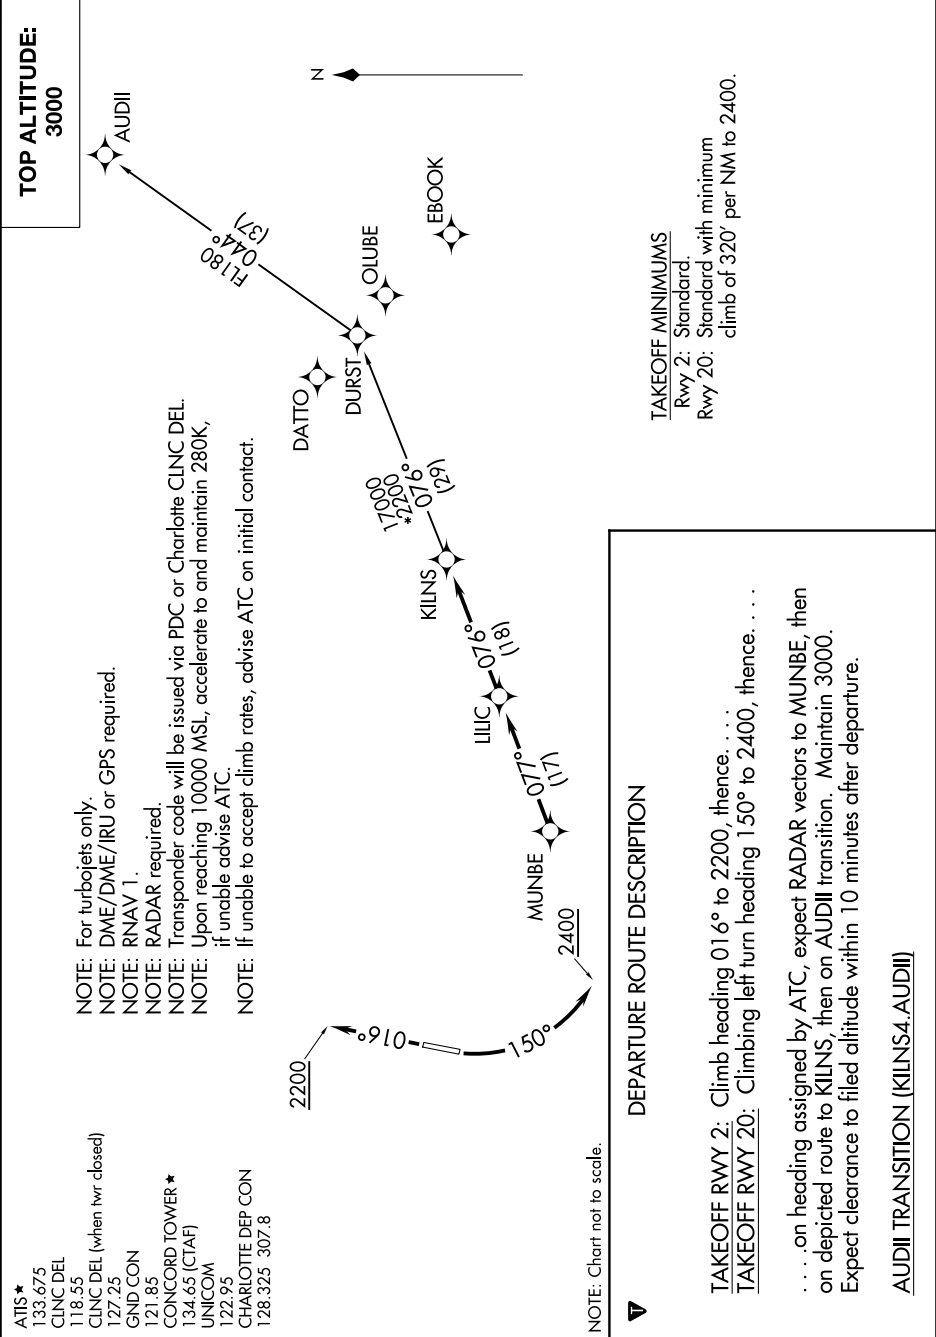 TOP ALTITUDE:
3000
ATIS★
133.675
CLNC DEL
118.55
CLNC DEL (when twr closed)
127.25
GND CON
121.85
CONCORD TOWER★
134.65 (CTAF)
UNICOM
122.95
CHARLOTTE DEP CON
128.325 307.8
NOTE: For turbojets only.
NOTE: DME/DME/IRU or GPS required.
NOTE: RNAV 1.
NOTE: RADAR required.
NOTE: Transponder code will be issued via PDC or Charlotte CLNC DEL.
NOTE: Upon reaching 10000 MSL, accelerate to and maintain 280K,
if unable advise ATC.
NOTE: If unable to accept climb rates, advise ATC on initial contact.
N
AUDII
FL180
044°
(37)
EBOOK
OLUBE
DURST
DATTO
17000
*2200
076°
(29)
KILNS
076°
(18)
LILIC
077°
(17)
MUNBE
2200
016°
150°
2400
TAKEOFF MINIMUMS
Rwy 2: Standard.
Rwy 20: Standard with minimum
climb of 320' per NM to 2400.
NOTE: Chart not to scale.
T
DEPARTURE ROUTE DESCRIPTION
TAKEOFF RWY 2: Climb heading 016° to 2200, thence. . . .
TAKEOFF RWY 20: Climbing left turn heading 150° to 2400, thence. . . .
. . . .on heading assigned by ATC, expect RADAR vectors to MUNBE, then
on depicted route to KILNS, then on AUDII transition. Maintain 3000.
Expect clearance to filed altitude within 10 minutes after departure.
AUDII TRANSITION (KILNS4.AUDII)